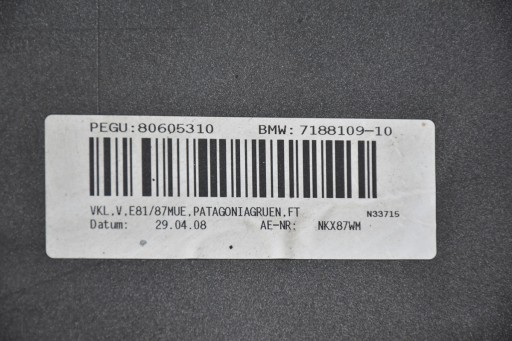 PEGU:80605310 BMW: 7188109-10
VKL,V,E81/87MUE,PATAGONIAGRUEN,FT N33715
Datum: 29.04.08 AE-NR: NKX87WM